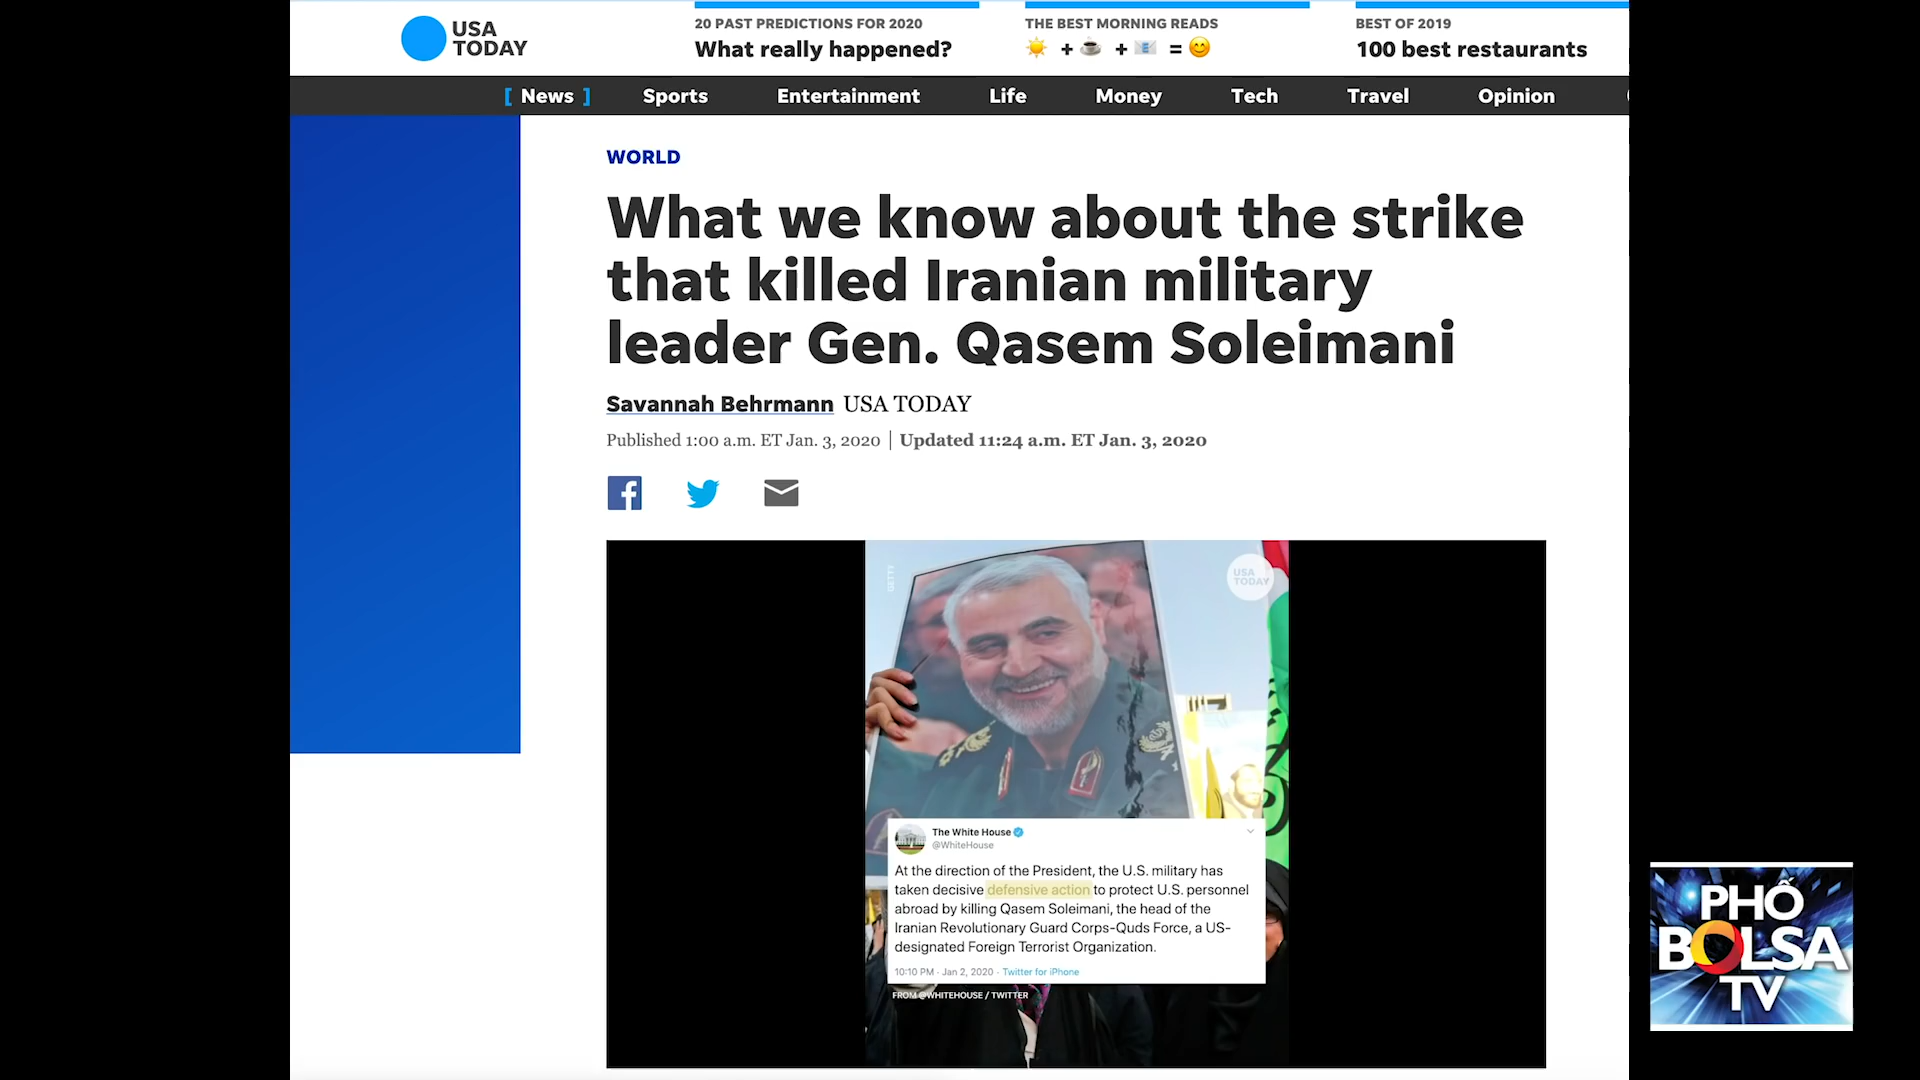 USA
TODAY
20 PAST PREDICTIONS FOR 2020
What really happened?
THE BEST MORNING READS
☀️ + ☕ + 📧 = 😊
BEST OF 2019
100 best restaurants
[ News ]
Sports
Entertainment
Life
Money
Tech
Travel
Opinion
WORLD
What we know about the strike
that killed Iranian military
leader Gen. Qasem Soleimani
Savannah Behrmann USA TODAY
Published 1:00 a.m. ET Jan. 3, 2020 | Updated 11:24 a.m. ET Jan. 3, 2020
GETTY
USA
TODAY
The White House
@WhiteHouse
At the direction of the President, the U.S. military has
taken decisive defensive action to protect U.S. personnel
abroad by killing Qasem Soleimani, the head of the
Iranian Revolutionary Guard Corps-Quds Force, a US-
designated Foreign Terrorist Organization.
10:10 PM · Jan 2, 2020 · Twitter for iPhone
FROM @WHITEHOUSE / TWITTER
PHỐ
BOLSA
TV